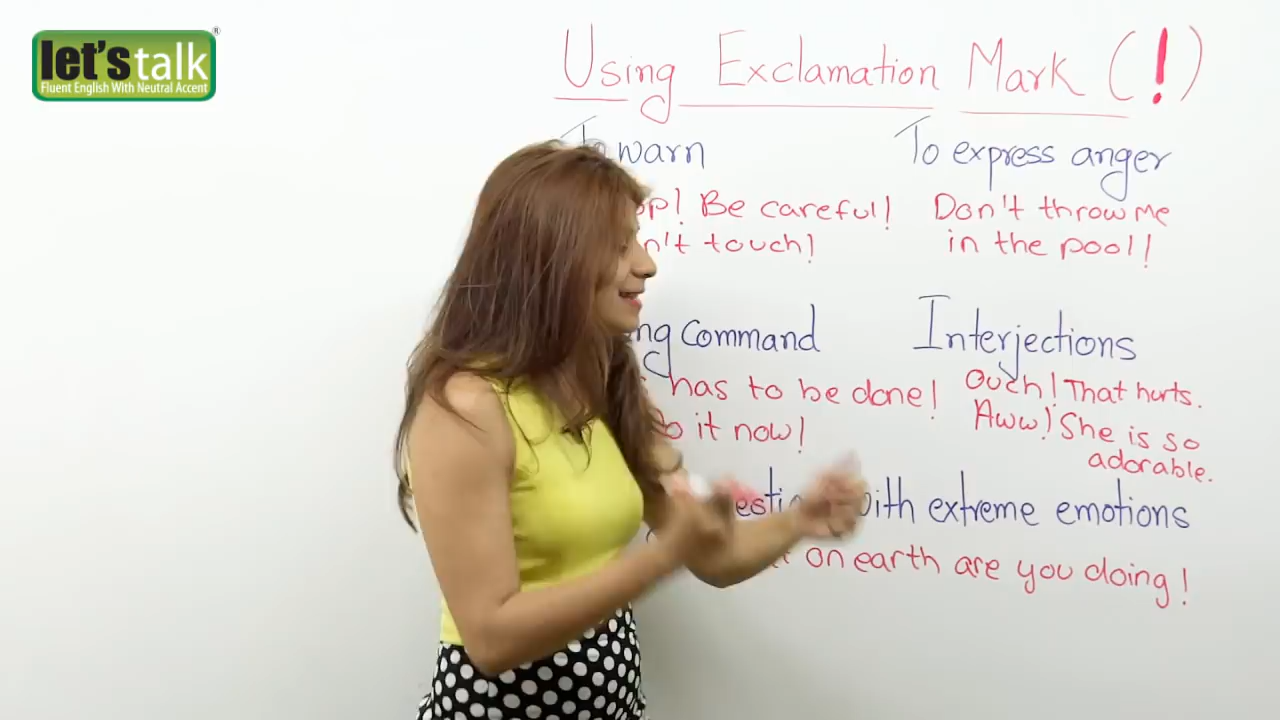 let's talk®
Fluent English With Neutral Accent
Using Exclamation Mark (!)
To warn
Be careful!
touch!
To express anger
Don't throw me
in the pool!
command
has to be done!
it now!
Interjections
Ouch! That hurts.
Aww! She is so
adorable.
with extreme emotions
on earth are you doing!